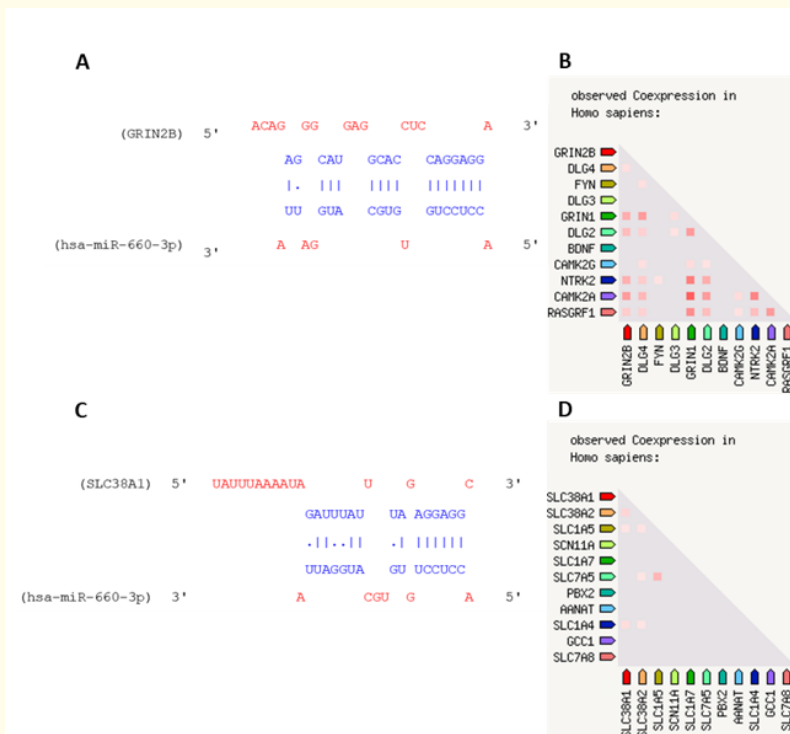 A
(GRIN2B) 5' ACAG GG GAG CUC A 3'
AG CAU GCAC CAGGAGG
|. ||| |||| |||||||
UU GUA CGUG GUCCUCC
(hsa-miR-660-3p) 3' A AG U A 5'
B
observed Coexpression in
Homo sapiens:
GRIN2B
DLG4
FYN
DLG3
GRIN1
DLG2
BDNF
CAMK2G
NTRK2
CAMK2A
RASGRF1
GRIN2B DLG4 FYN DLG3 GRIN1 DLG2 BDNF CAMK2G NTRK2 CAMK2A RASGRF1
C
(SLC38A1) 5' UAUUUAAAAUA U G C 3'
GAUUUAU UA AGGAGG
.||..|| .| ||||||
UUAGGUA GU UCCUCC
(hsa-miR-660-3p) 3' A CGU G A 5'
D
observed Coexpression in
Homo sapiens:
SLC38A1
SLC38A2
SLC1A5
SCN11A
SLC1A7
SLC7A5
PBX2
AANAT
SLC1A4
GCC1
SLC7A8
SLC38A1 SLC38A2 SLC1A5 SCN11A SLC1A7 SLC7A5 PBX2 AANAT SLC1A4 GCC1 SLC7A8